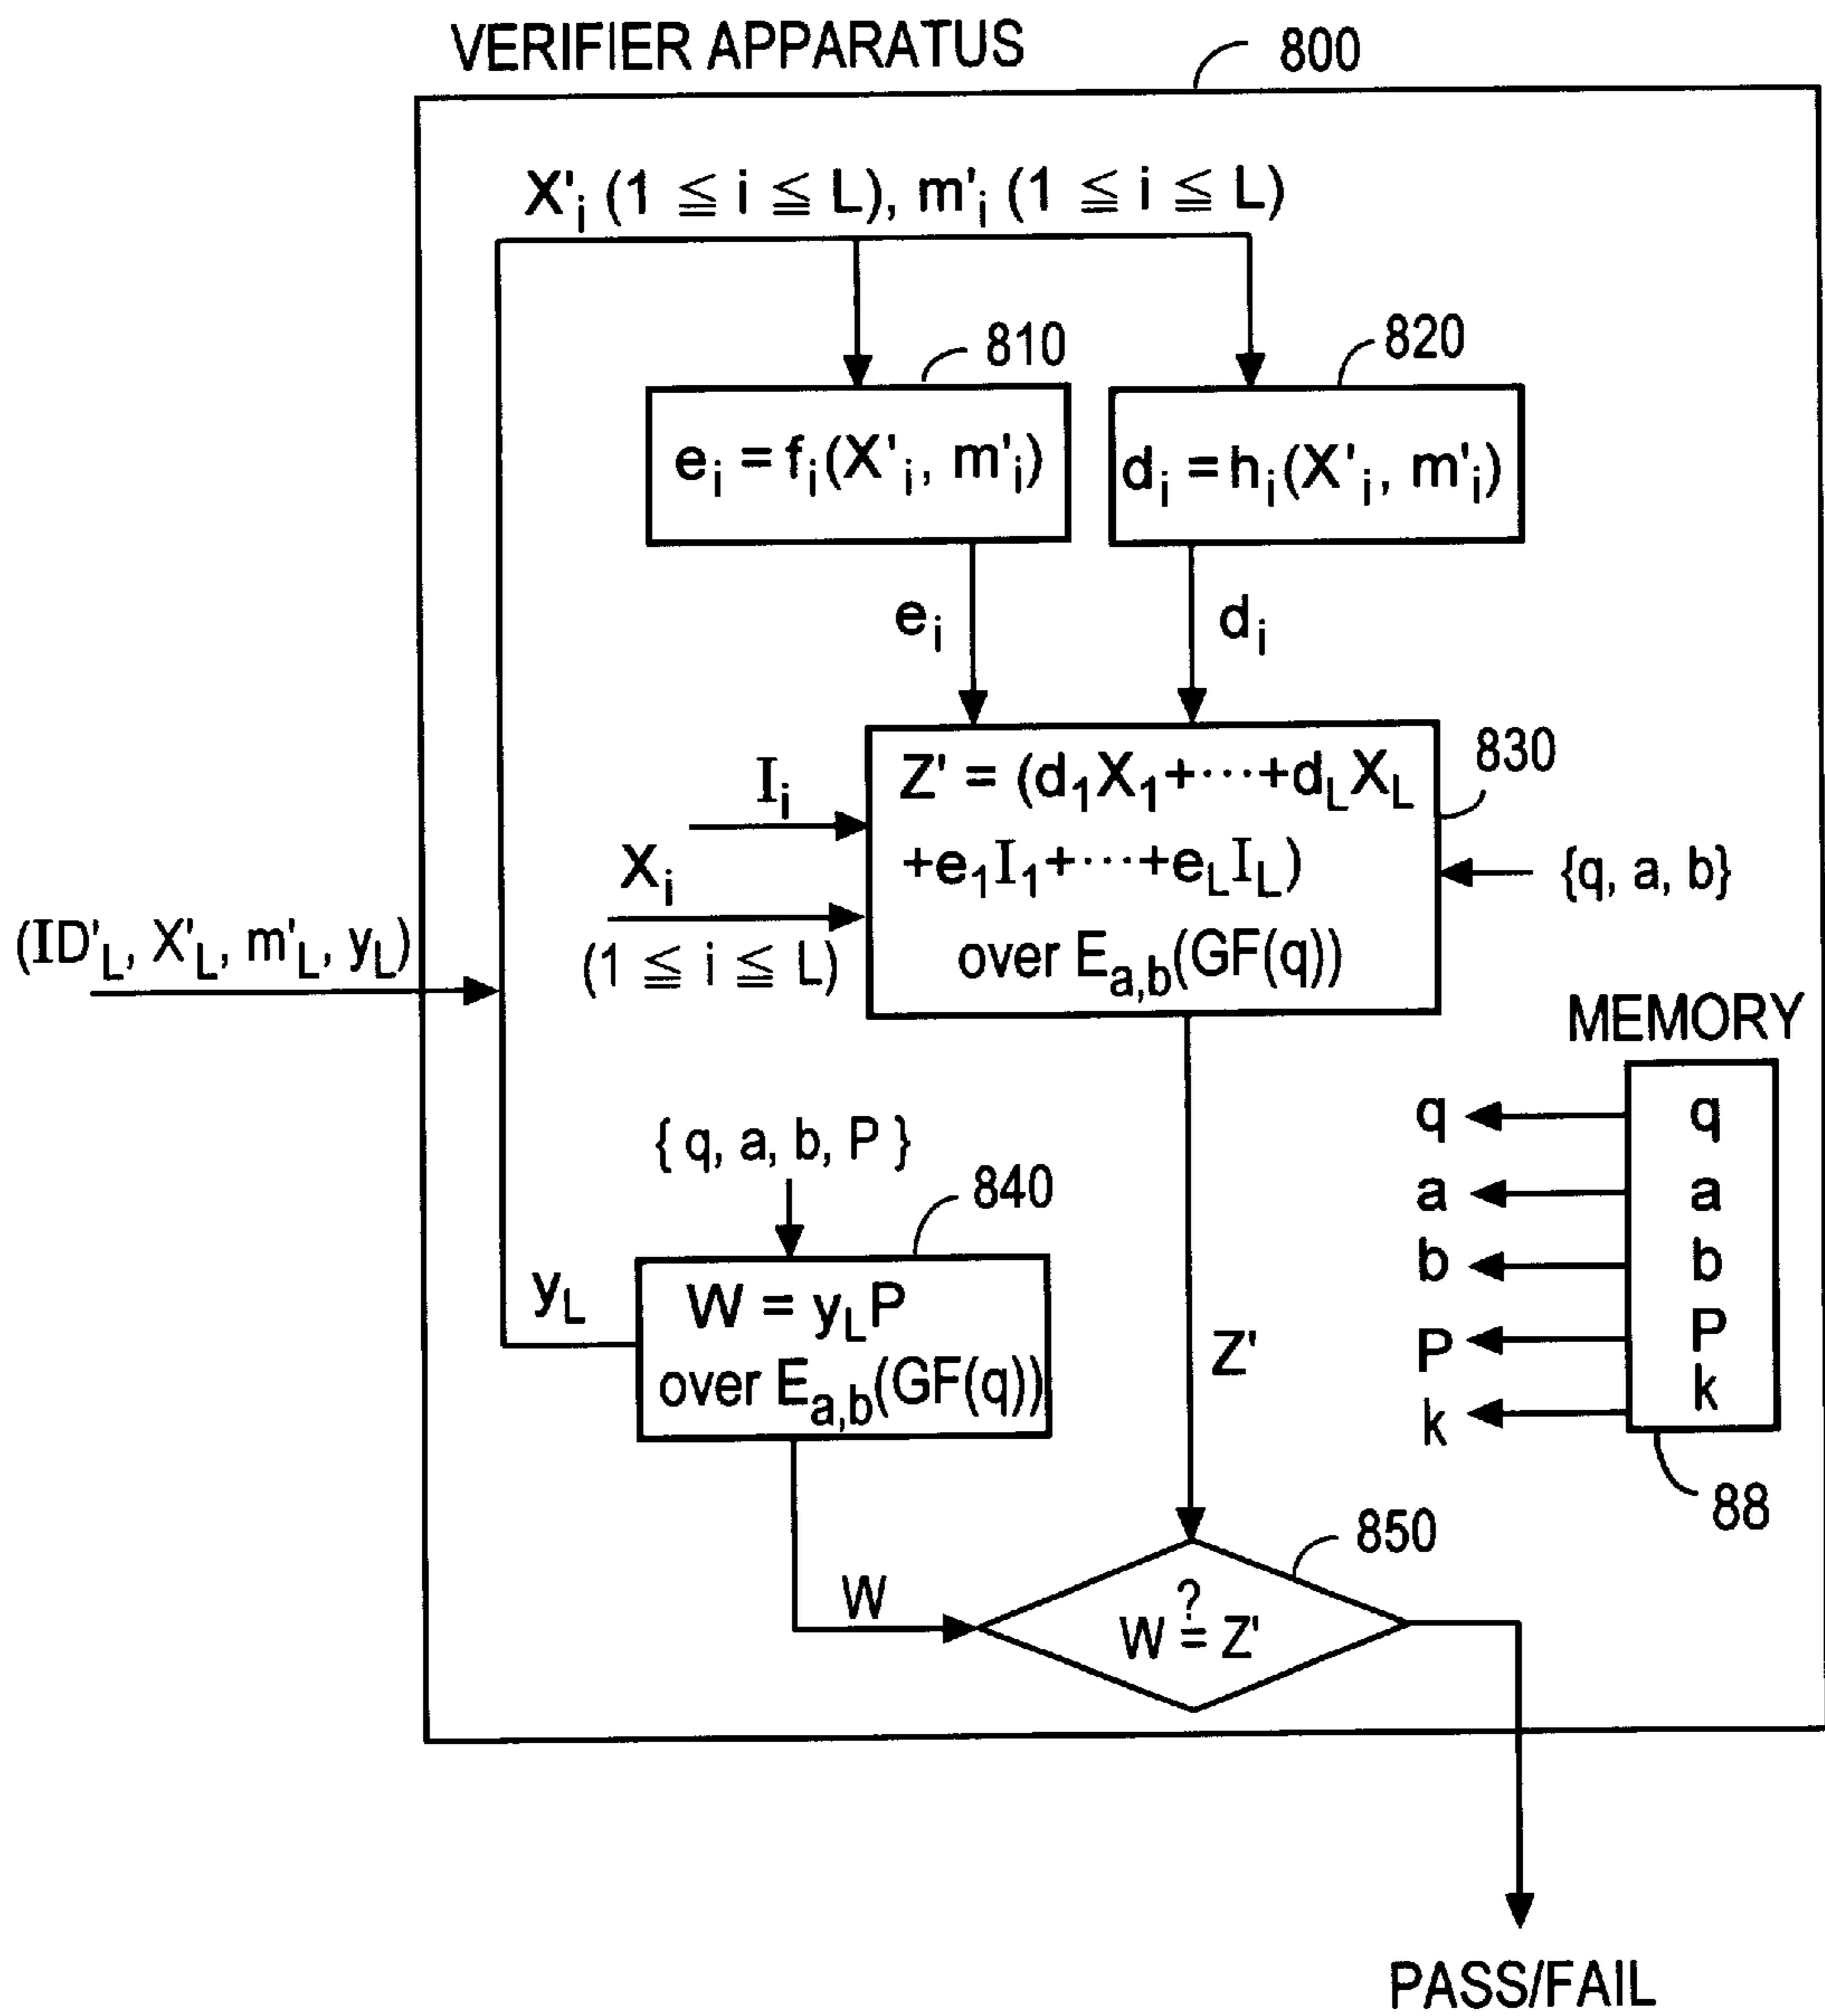 VERIFIER APPARATUS
800
X'i (1 ≦ i ≦ L), m'i (1 ≦ i ≦ L)
810
820
ei = fi(X'i, m'i)
di = hi(X'i, m'i)
ei
di
830
Z' = (d1X1+···+dLXL
+e1I1+···+eLIL)
over Ea,b(GF(q))
Ii
Xi
(1 ≦ i ≦ L)
{q, a, b}
(ID'L, X'L, m'L, yL)
MEMORY
q
q
a
a
b
b
P
P
k
k
88
{ q, a, b, P }
840
W = yLP
over Ea,b(GF(q))
yL
Z'
850
W
W ?= Z'
PASS/FAIL